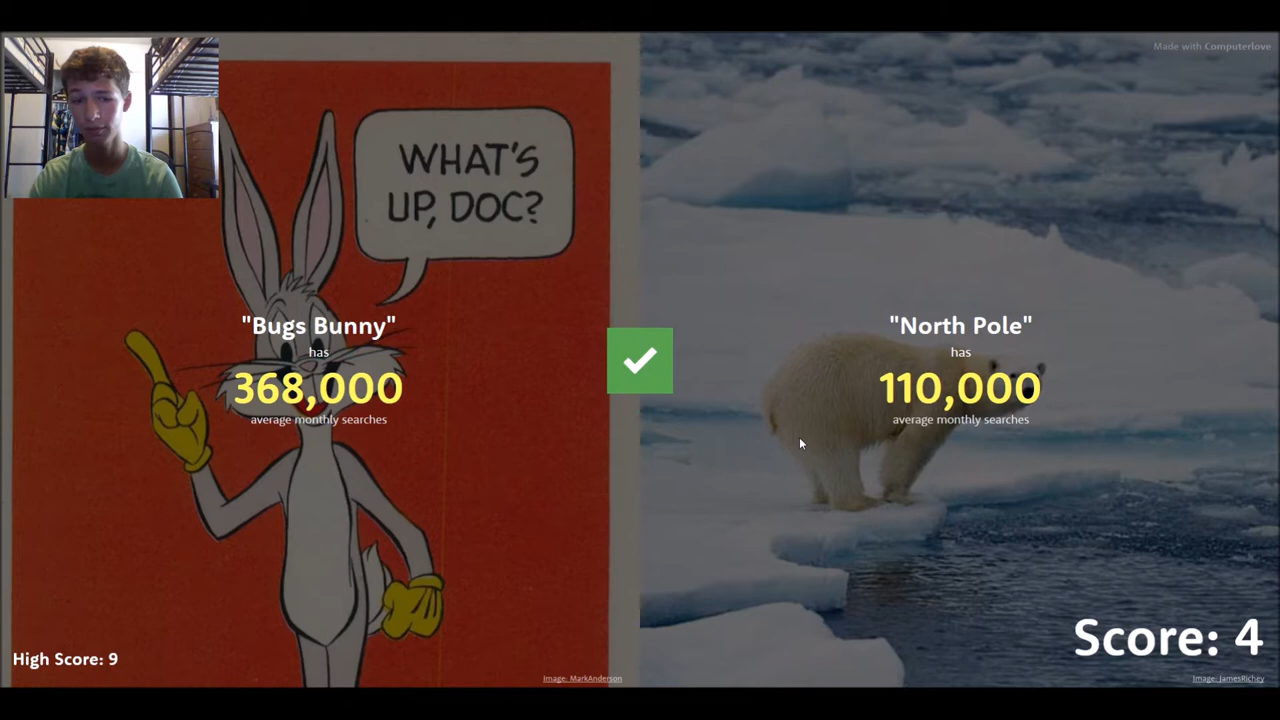 Made with Computerlove
WHAT'S
UP, DOC?
"Bugs Bunny"
has
368,000
average monthly searches
"North Pole"
has
110,000
average monthly searches
High Score: 9
Score: 4
Image: MarkAnderson
Image: JamesRichey